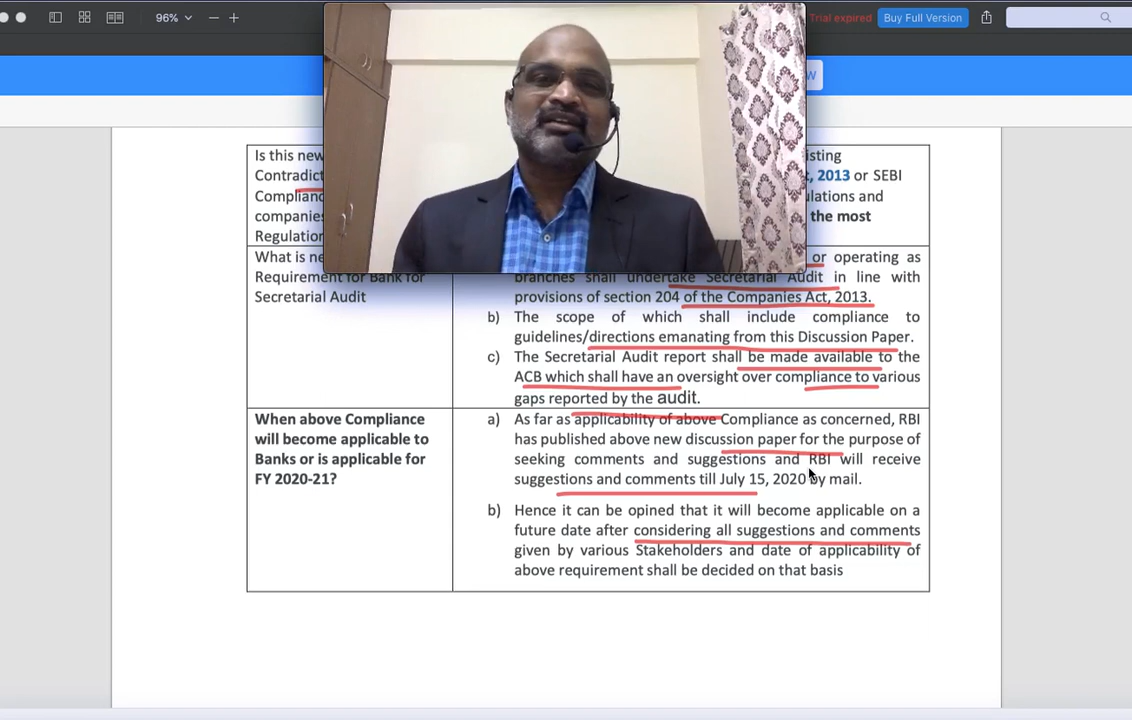 96%
Trial expired
Buy Full Version
W
Is this new
isting
Contradict
, 2013 or SEBI
Complianc
lations and
companies
the most
Regulation
What is ne
or operating as
Requirement for Bank for
branches shall undertake Secretarial Audit in line with
Secretarial Audit
provisions of section 204 of the Companies Act, 2013.
b) The scope of which shall include compliance to
guidelines/directions emanating from this Discussion Paper.
c) The Secretarial Audit report shall be made available to the
ACB which shall have an oversight over compliance to various
gaps reported by the audit.
When above Compliance
will become applicable to
Banks or is applicable for
FY 2020-21?
a) As far as applicability of above Compliance as concerned, RBI
has published above new discussion paper for the purpose of
seeking comments and suggestions and RBI will receive
suggestions and comments till July 15, 2020 by mail.
b) Hence it can be opined that it will become applicable on a
future date after considering all suggestions and comments
given by various Stakeholders and date of applicability of
above requirement shall be decided on that basis